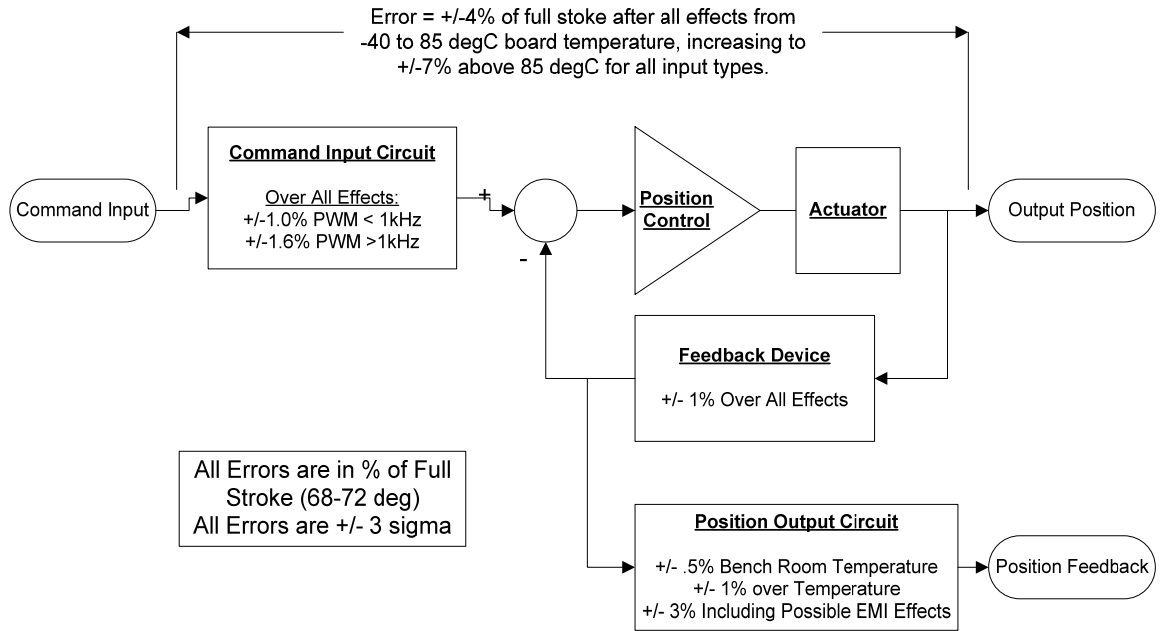 Error = +/-4% of full stoke after all effects from
-40 to 85 degC board temperature, increasing to
+/-7% above 85 degC for all input types.
Command Input
Command Input Circuit
Over All Effects:
+/-1.0% PWM < 1kHz
+/-1.6% PWM >1kHz
+
-
Position
Control
Actuator
Output Position
Feedback Device
+/- 1% Over All Effects
All Errors are in % of Full
Stroke (68-72 deg)
All Errors are +/- 3 sigma
Position Output Circuit
+/- .5% Bench Room Temperature
+/- 1% over Temperature
+/- 3% Including Possible EMI Effects
Position Feedback